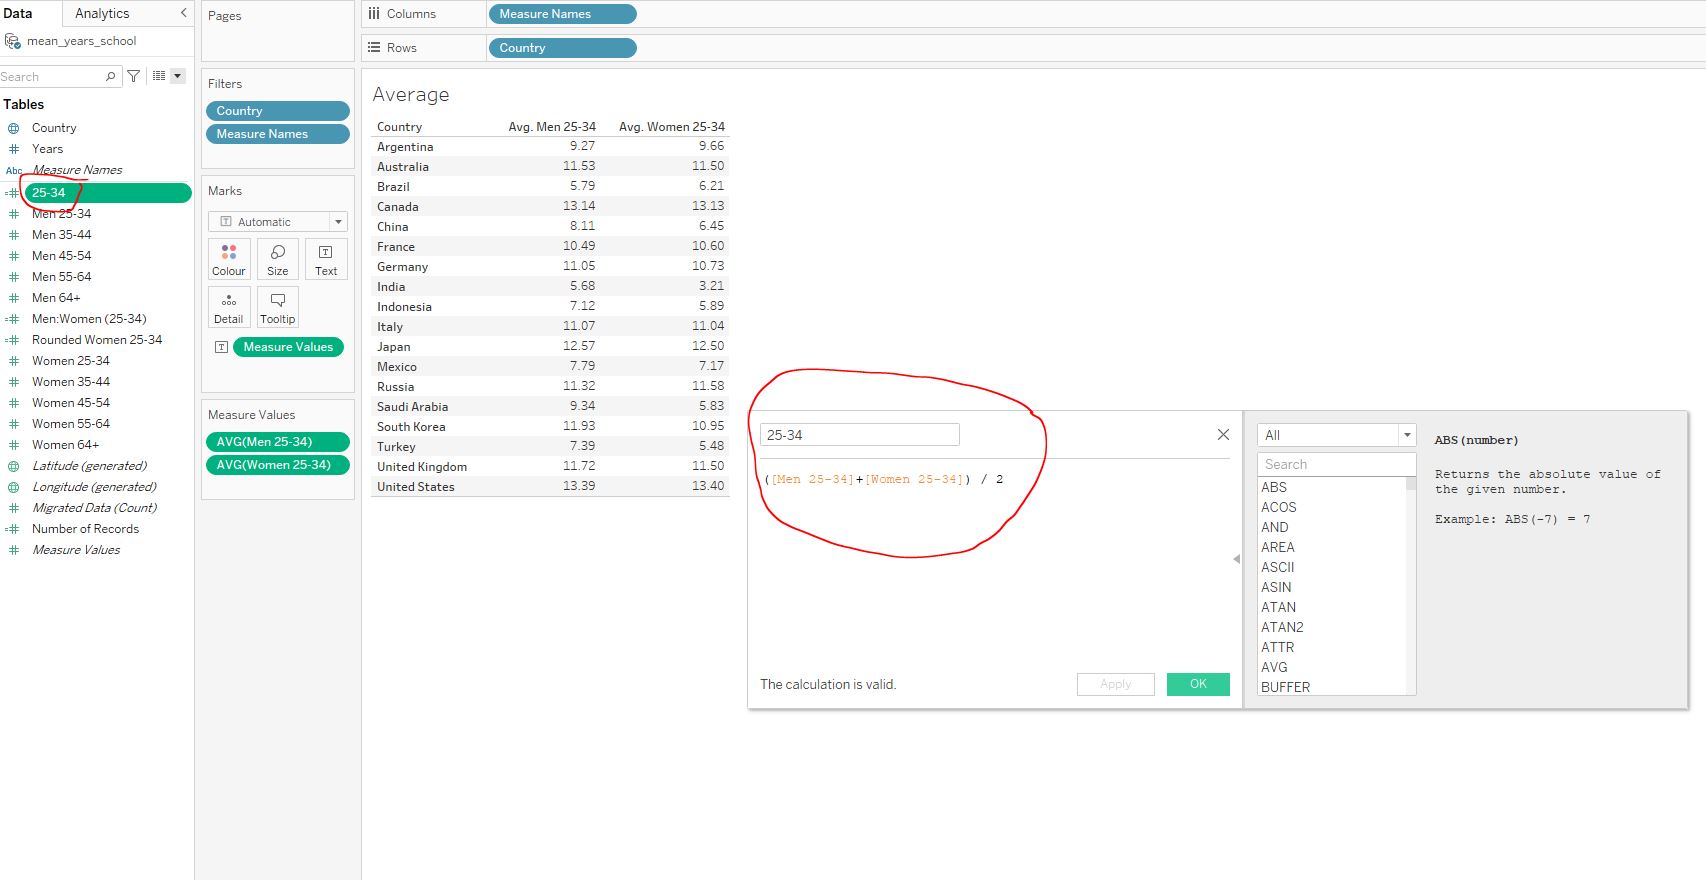 Data
Analytics
mean_years_school
Search
Tables
Country
Years
Abc Measure Names
25-34
Men 25-34
Men 35-44
Men 45-54
Men 55-64
Men 64+
Men:Women (25-34)
Rounded Women 25-34
Women 25-34
Women 35-44
Women 45-54
Women 55-64
Women 64+
Latitude (generated)
Longitude (generated)
Migrated Data (Count)
Number of Records
Measure Values
Pages
Filters
Country
Measure Names
Marks
T Automatic
Colour Size T Text
Detail Tooltip
T Measure Values
Measure Values
AVG(Men 25-34)
AVG(Women 25-34)
Columns Measure Names
Rows Country
Average
Country Avg. Men 25-34 Avg. Women 25-34
Argentina 9.27 9.66
Australia 11.53 11.50
Brazil 5.79 6.21
Canada 13.14 13.13
China 8.11 6.45
France 10.49 10.60
Germany 11.05 10.73
India 5.68 3.21
Indonesia 7.12 5.89
Italy 11.07 11.04
Japan 12.57 12.50
Mexico 7.79 7.17
Russia 11.32 11.58
Saudi Arabia 9.34 5.83
South Korea 11.93 10.95
Turkey 7.39 5.48
United Kingdom 11.72 11.50
United States 13.39 13.40
25-34
([Men 25-34]+[Women 25-34]) / 2
The calculation is valid.
Apply
OK
All
Search
ABS
ACOS
AND
AREA
ASCII
ASIN
ATAN
ATAN2
ATTR
AVG
BUFFER
ABS(number)
Returns the absolute value of
the given number.
Example: ABS(-7) = 7